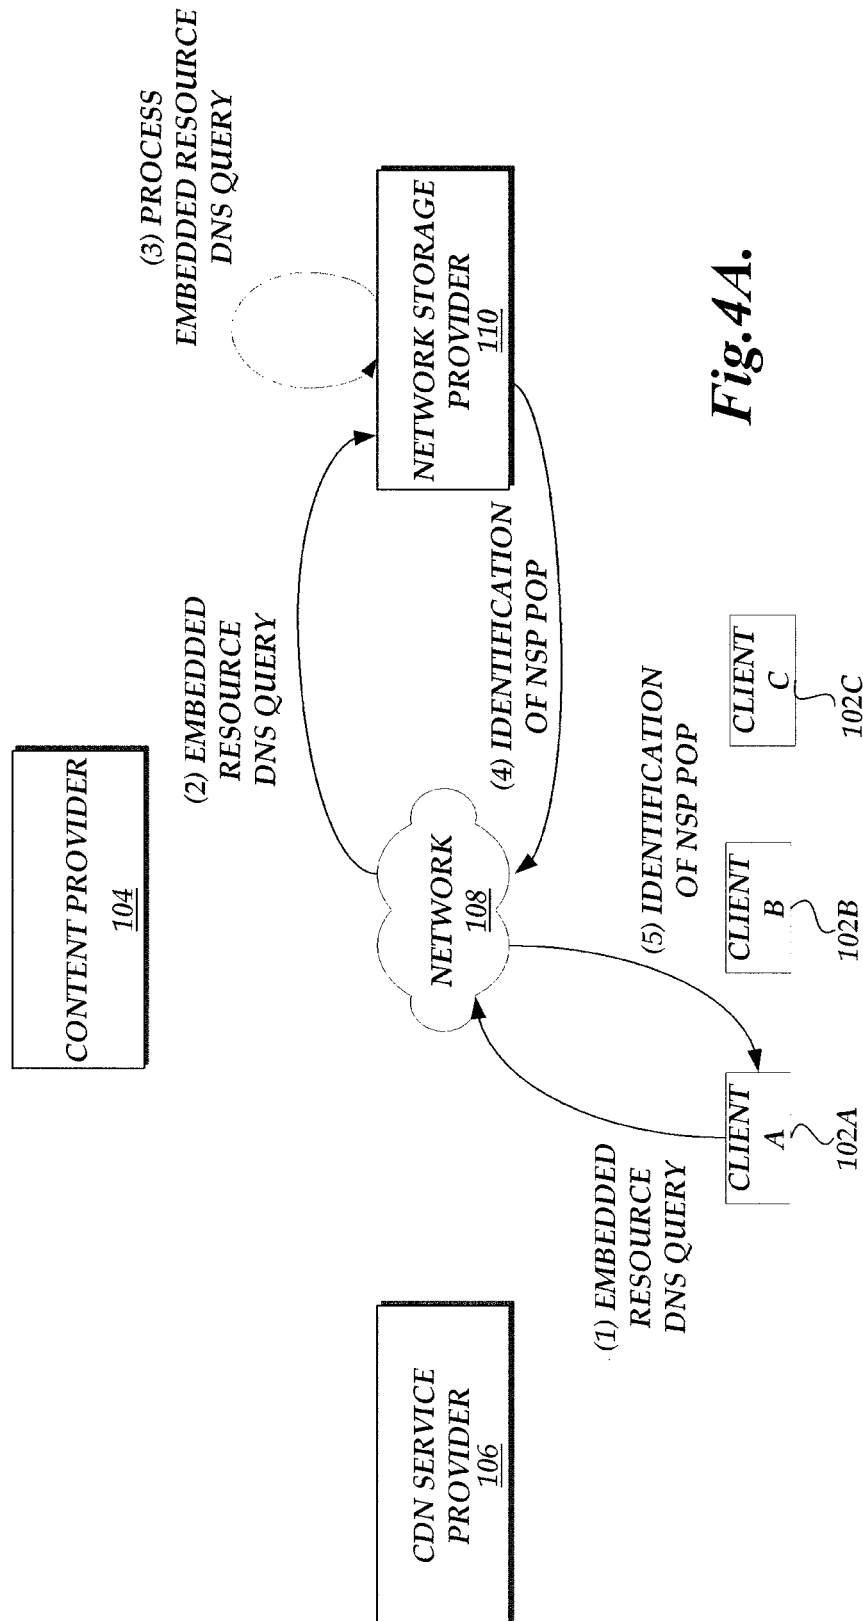 CONTENT PROVIDER
104
(3) PROCESS
EMBEDDED RESOURCE
DNS QUERY
(2) EMBEDDED
RESOURCE
DNS QUERY
CDN SERVICE
PROVIDER
106
NETWORK
108
NETWORK STORAGE
PROVIDER
110
(4) IDENTIFICATION
OF NSP POP
(1) EMBEDDED
RESOURCE
DNS QUERY
(5) IDENTIFICATION
OF NSP POP
CLIENT
A
102A
CLIENT
B
102B
CLIENT
C
102C
Fig.4A.